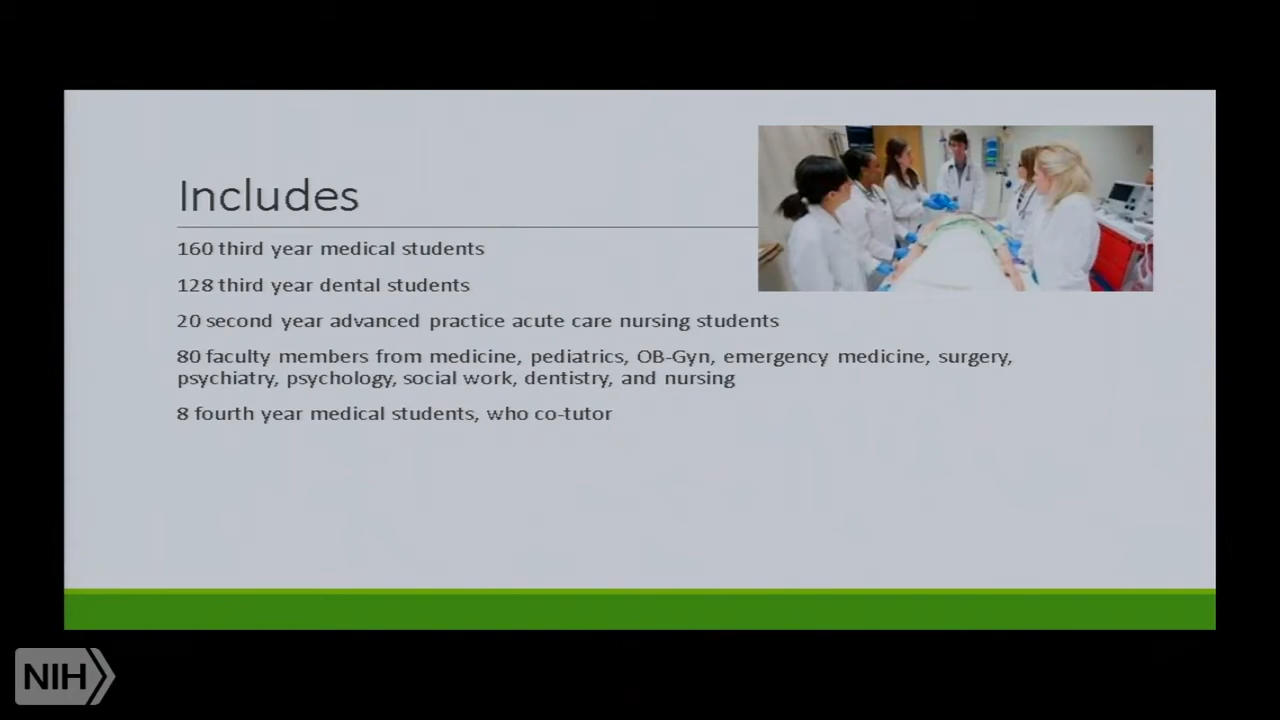 Includes
160 third year medical students
128 third year dental students
20 second year advanced practice acute care nursing students
80 faculty members from medicine, pediatrics, OB-Gyn, emergency medicine, surgery,
psychiatry, psychology, social work, dentistry, and nursing
8 fourth year medical students, who co-tutor
NIH